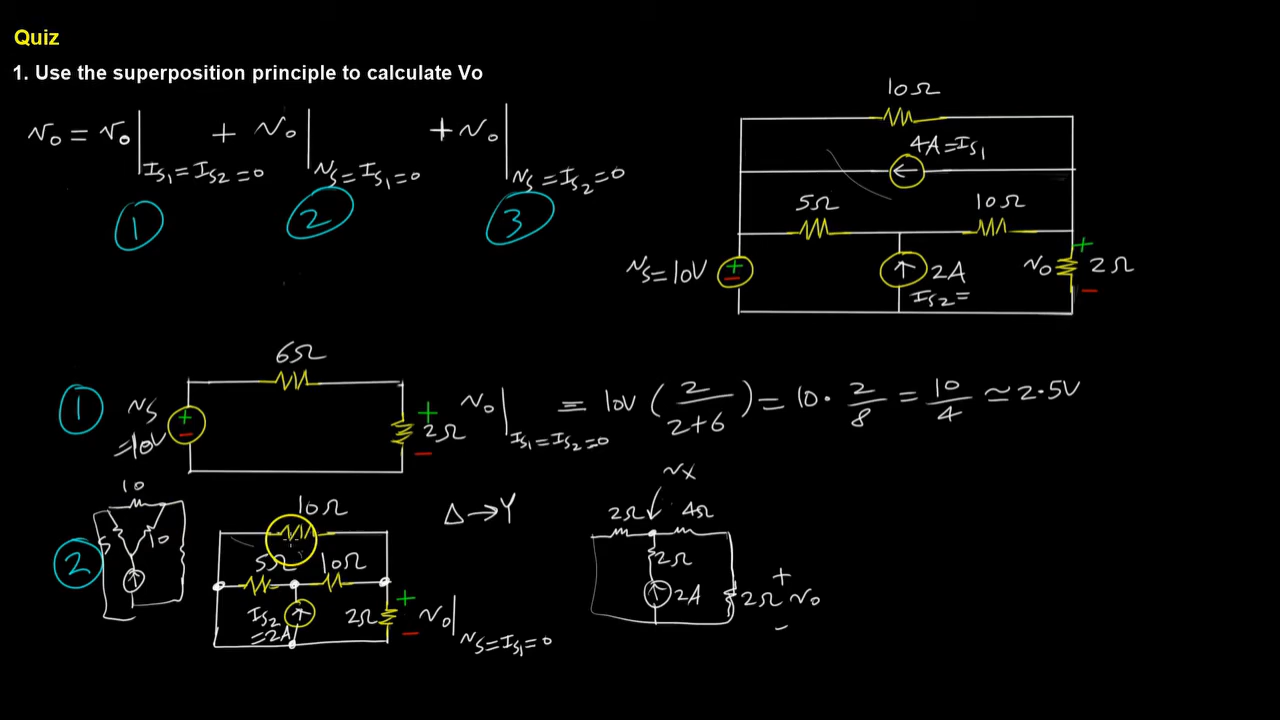 Quiz
1. Use the superposition principle to calculate Vo
10Ω
4A=Is1
5Ω
10Ω
vs=10V
+
-
2A
Is2=
vo
+
-
2Ω
vo = vo | Is1=Is2=0 + vo | vs=Is1=0 + vo | vs=Is2=0
1
2
3
1
vs
=10V
+
-
6Ω
+
-
2Ω
vo | Is1=Is2=0 = 10V (2/(2+6)) = 10 · 2/8 = 10/4 ≃ 2.5V
2
10
5
10
10Ω
5Ω
10Ω
Is2
=2A
2Ω
+
-
vo | vs=Is1=0
Δ→Y
vx
2Ω
4Ω
2Ω
2A
2Ω
+
vo
-